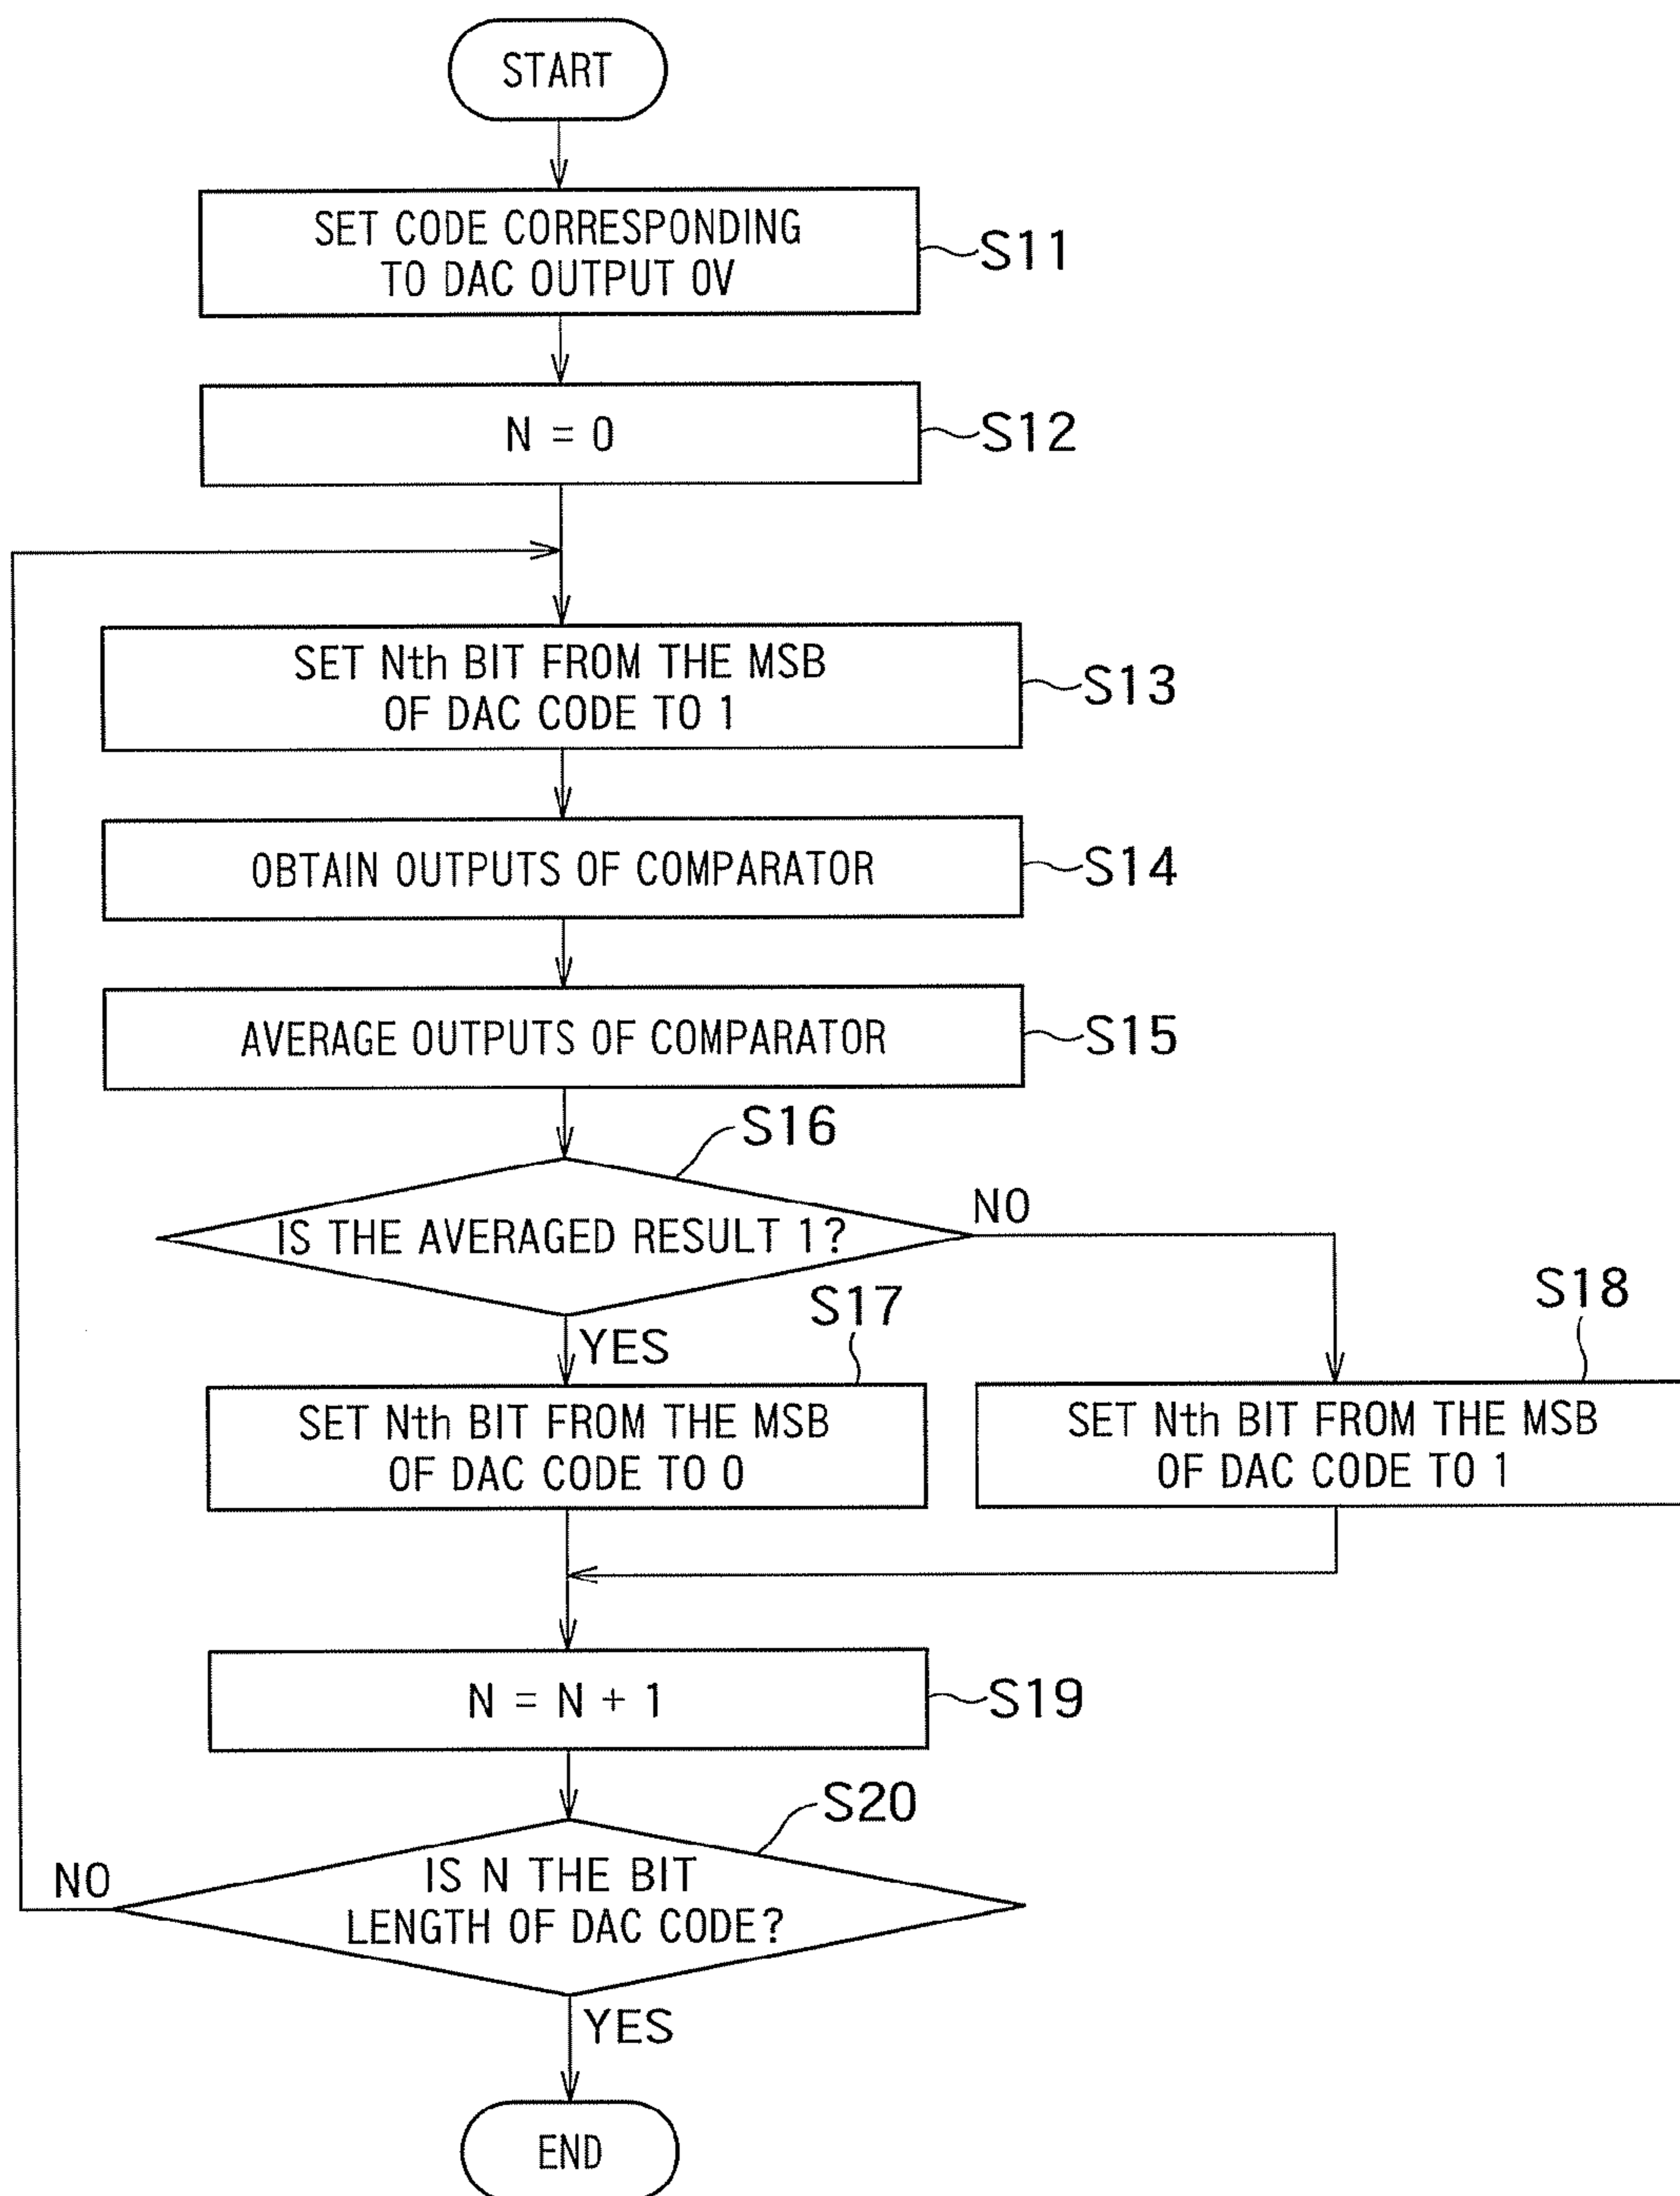 START
SET CODE CORRESPONDING
TO DAC OUTPUT 0V
S11
N = 0
S12
SET Nth BIT FROM THE MSB
OF DAC CODE TO 1
S13
OBTAIN OUTPUTS OF COMPARATOR
S14
AVERAGE OUTPUTS OF COMPARATOR
S15
S16
IS THE AVERAGED RESULT 1?
NO
YES
S17
SET Nth BIT FROM THE MSB
OF DAC CODE TO 0
S18
SET Nth BIT FROM THE MSB
OF DAC CODE TO 1
N = N + 1
S19
S20
IS N THE BIT
LENGTH OF DAC CODE?
NO
YES
END